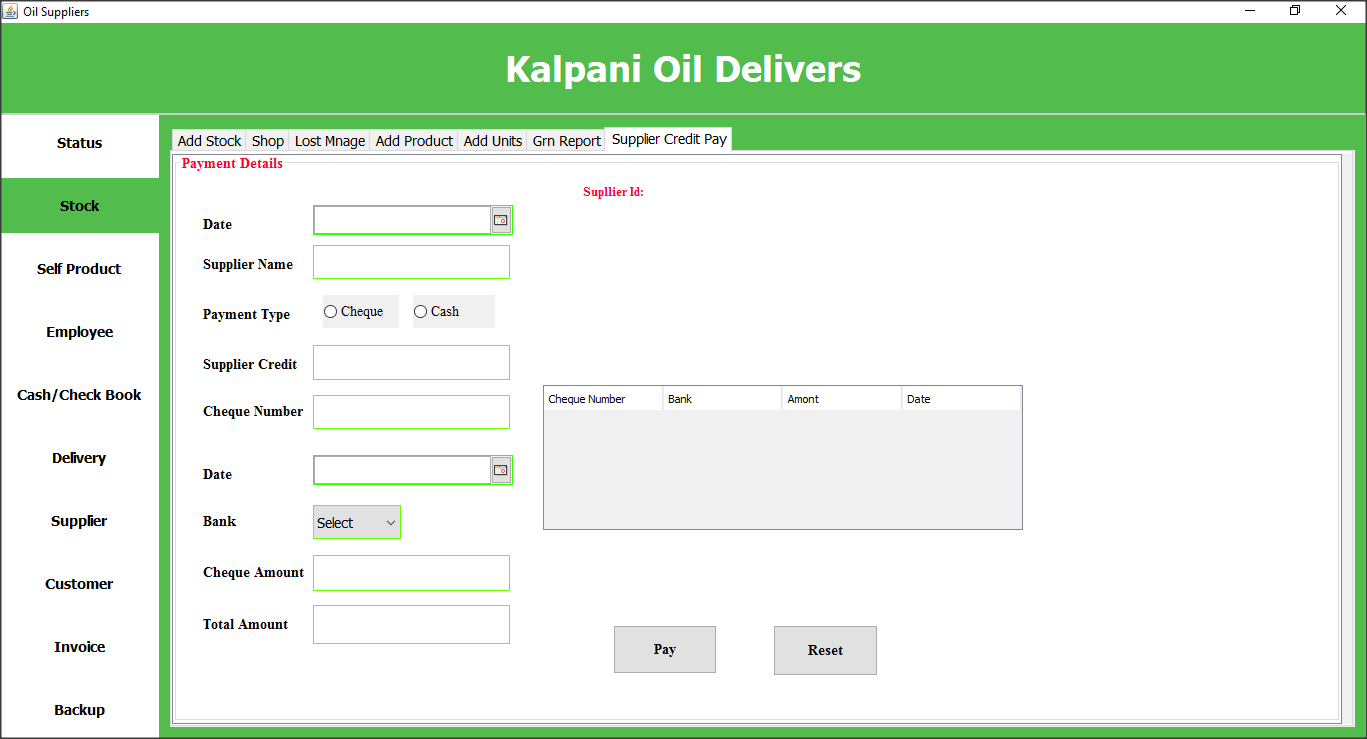 Oil Suppliers
Kalpani Oil Delivers
Status
Stock
Self Product
Employee
Cash/Check Book
Delivery
Supplier
Customer
Invoice
Backup
Add Stock Shop Lost Mnage Add Product Add Units Grn Report Supplier Credit Pay
Payment Details
Supllier Id:
Date
Supplier Name
Payment Type Cheque Cash
Supplier Credit
Cheque Number
Date
Bank Select
Cheque Amount
Total Amount
Cheque Number Bank Amont Date
Pay Reset